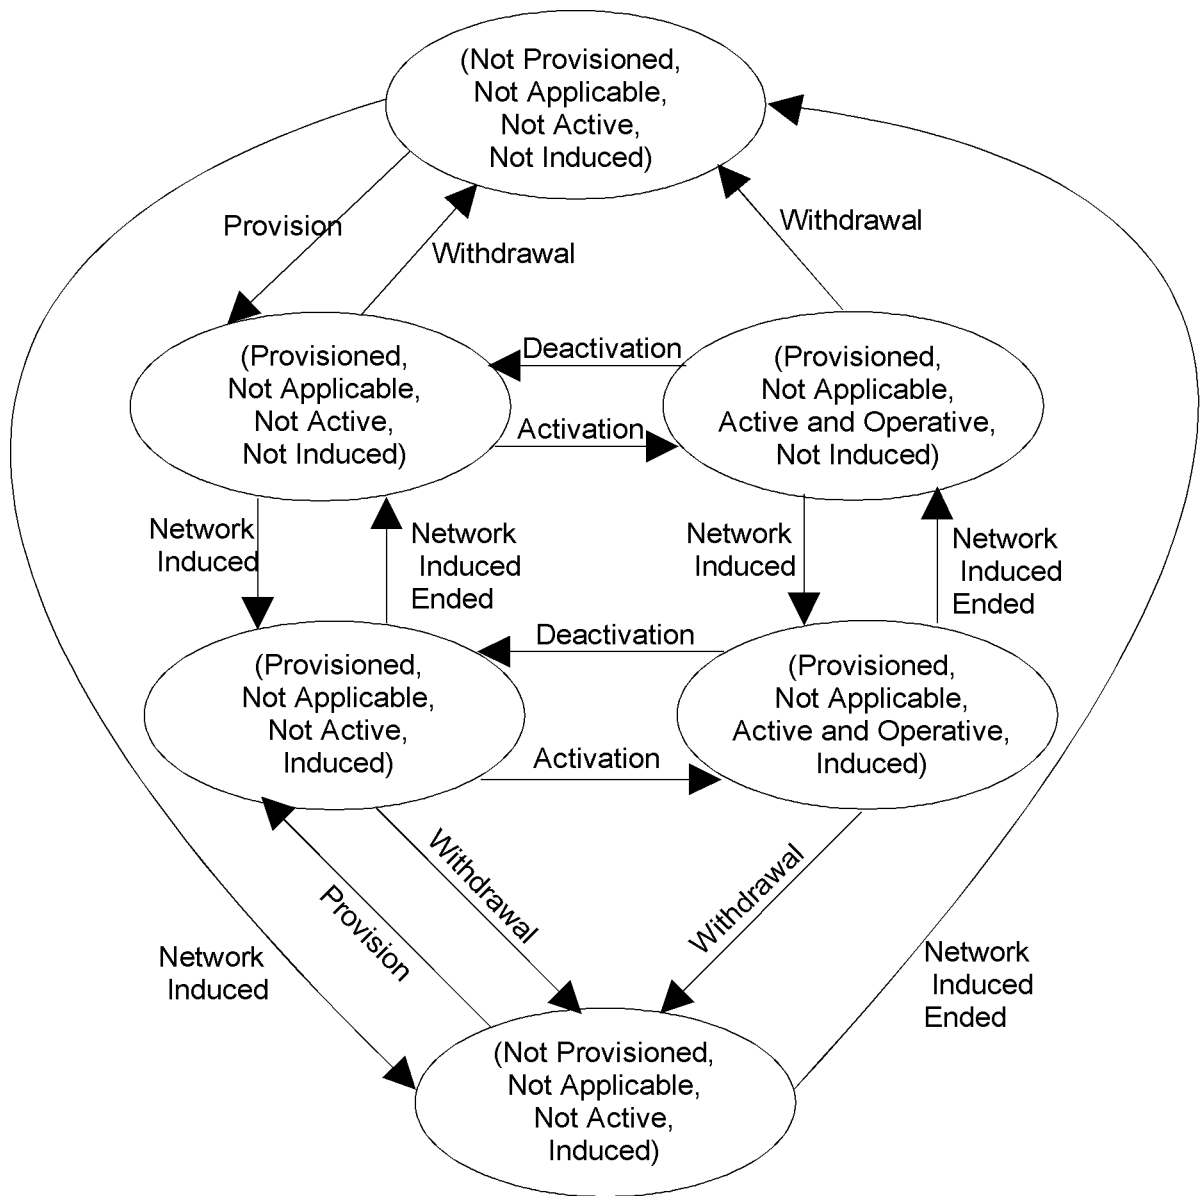 (Not Provisioned,
Not Applicable,
Not Active,
Not Induced)
Provision
Withdrawal
Withdrawal
(Provisioned,
Not Applicable,
Not Active,
Not Induced)
Deactivation
Activation
(Provisioned,
Not Applicable,
Active and Operative,
Not Induced)
Network
Induced
Network
Induced
Ended
Network
Induced
Network
Induced
Ended
(Provisioned,
Not Applicable,
Not Active,
Induced)
Deactivation
Activation
(Provisioned,
Not Applicable,
Active and Operative,
Induced)
Withdrawal
Provision
Withdrawal
Network
Induced
Network
Induced
Ended
(Not Provisioned,
Not Applicable,
Not Active,
Induced)